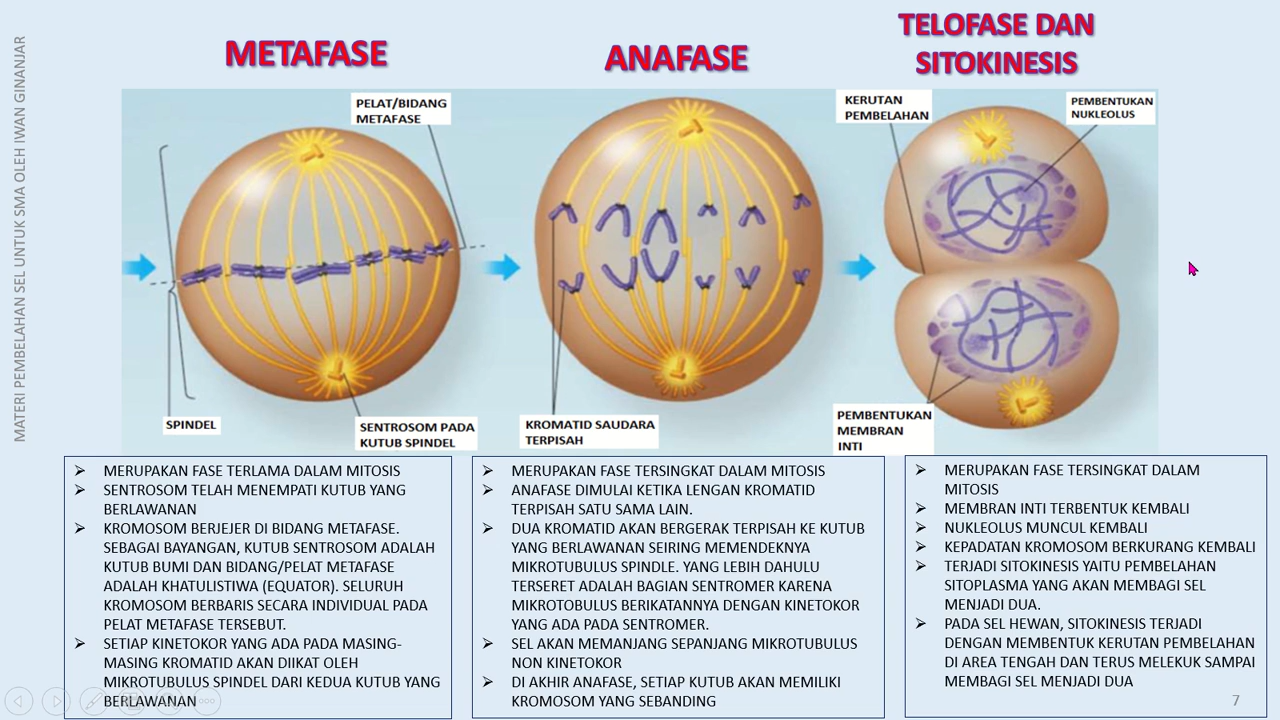 MATERI PEMBELAHAN SEL UNTUK SMA OLEH IWAN GINANJAR
METAFASE
ANAFASE
TELOFASE DAN
SITOKINESIS
PELAT/BIDANG
METAFASE
SPINDEL
SENTROSOM PADA
KUTUB SPINDEL
KROMATID SAUDARA
TERPISAH
KERUTAN
PEMBELAHAN
PEMBENTUKAN
NUKLEOLUS
PEMBENTUKAN
MEMBRAN
INTI
➢ MERUPAKAN FASE TERLAMA DALAM MITOSIS
➢ SENTROSOM TELAH MENEMPATI KUTUB YANG
BERLAWANAN
➢ KROMOSOM BERJEJER DI BIDANG METAFASE.
SEBAGAI BAYANGAN, KUTUB SENTROSOM ADALAH
KUTUB BUMI DAN BIDANG/PELAT METAFASE
ADALAH KHATULISTIWA (EQUATOR). SELURUH
KROMOSOM BERBARIS SECARA INDIVIDUAL PADA
PELAT METAFASE TERSEBUT.
➢ SETIAP KINETOKOR YANG ADA PADA MASING-
MASING KROMATID AKAN DIIKAT OLEH
MIKROTUBULUS SPINDEL DARI KEDUA KUTUB YANG
BERLAWANAN
➢ MERUPAKAN FASE TERSINGKAT DALAM MITOSIS
➢ ANAFASE DIMULAI KETIKA LENGAN KROMATID
TERPISAH SATU SAMA LAIN.
➢ DUA KROMATID AKAN BERGERAK TERPISAH KE KUTUB
YANG BERLAWANAN SEIRING MEMENDEKNYA
MIKROTUBULUS SPINDLE. YANG LEBIH DAHULU
TERSERET ADALAH BAGIAN SENTROMER KARENA
MIKROTOBULUS BERIKATANNYA DENGAN KINETOKOR
YANG ADA PADA SENTROMER.
➢ SEL AKAN MEMANJANG SEPANJANG MIKROTUBULUS
NON KINETOKOR
➢ DI AKHIR ANAFASE, SETIAP KUTUB AKAN MEMILIKI
KROMOSOM YANG SEBANDING
➢ MERUPAKAN FASE TERSINGKAT DALAM
MITOSIS
➢ MEMBRAN INTI TERBENTUK KEMBALI
➢ NUKLEOLUS MUNCUL KEMBALI
➢ KEPADATAN KROMOSOM BERKURANG KEMBALI
➢ TERJADI SITOKINESIS YAITU PEMBELAHAN
SITOPLASMA YANG AKAN MEMBAGI SEL
MENJADI DUA.
➢ PADA SEL HEWAN, SITOKINESIS TERJADI
DENGAN MEMBENTUK KERUTAN PEMBELAHAN
DI AREA TENGAH DAN TERUS MELEKUK SAMPAI
MEMBAGI SEL MENJADI DUA
7